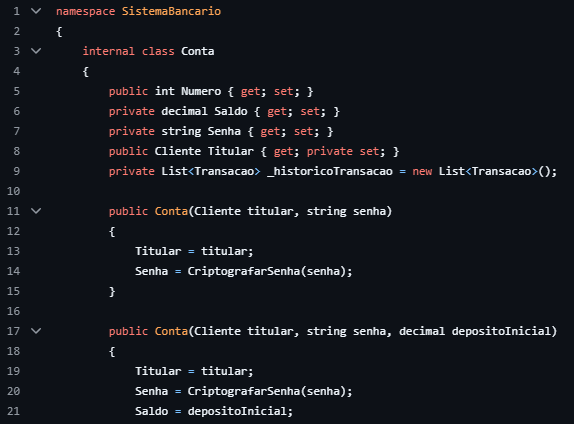 1 namespace SistemaBancario
2 {
3 internal class Conta
4 {
5 public int Numero { get; set; }
6 private decimal Saldo { get; set; }
7 private string Senha { get; set; }
8 public Cliente Titular { get; private set; }
9 private List<Transacao> _historicoTransacao = new List<Transacao>();
10
11 public Conta(Cliente titular, string senha)
12 {
13 Titular = titular;
14 Senha = CriptografarSenha(senha);
15 }
16
17 public Conta(Cliente titular, string senha, decimal depositoInicial)
18 {
19 Titular = titular;
20 Senha = CriptografarSenha(senha);
21 Saldo = depositoInicial;